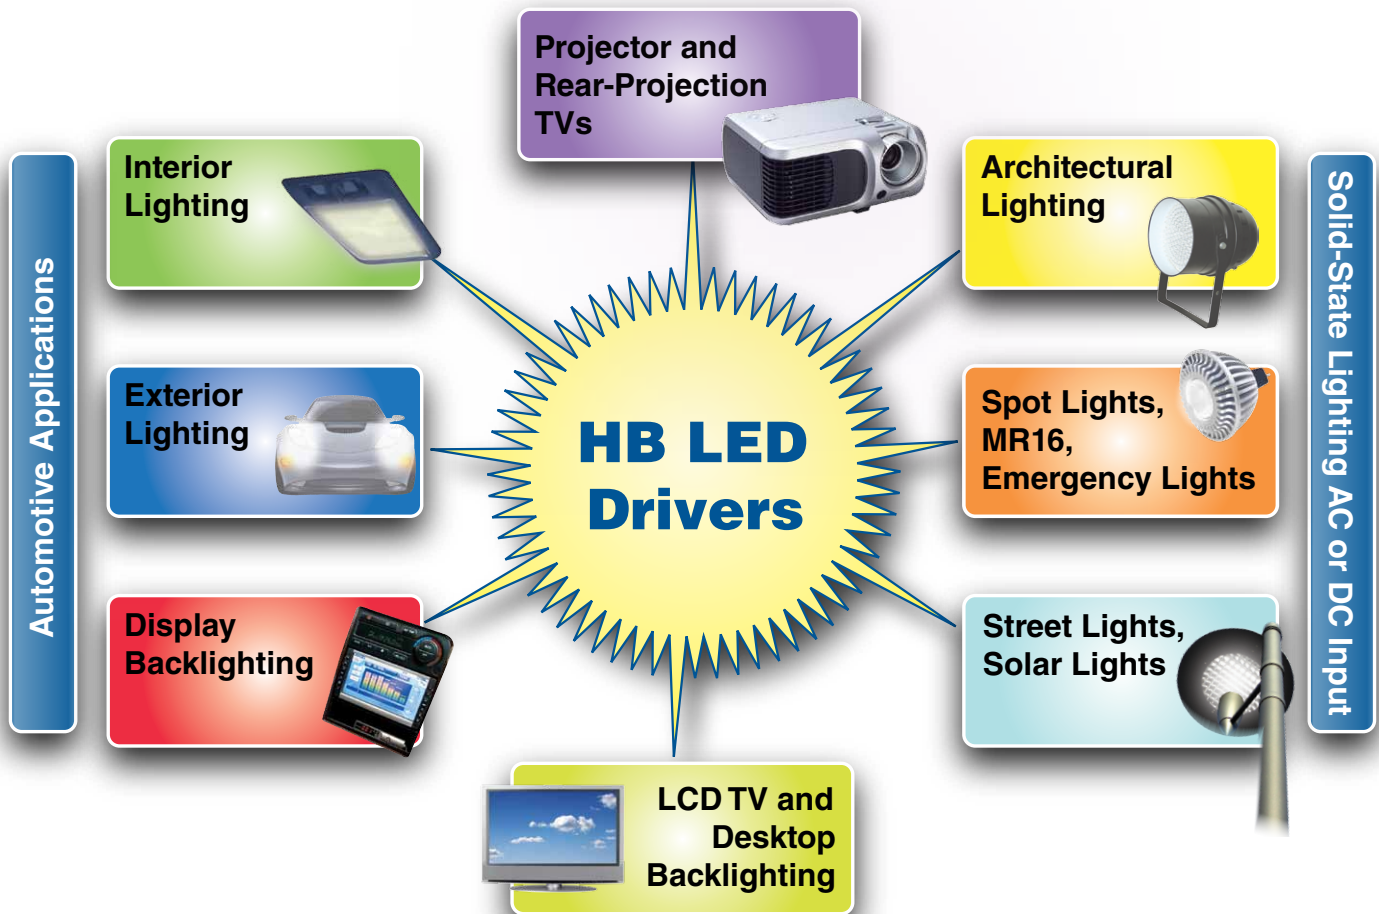 Projector and
Rear-Projection
TVs
Automotive Applications
Interior
Lighting
Exterior
Lighting
Display
Backlighting
HB LED
Drivers
Architectural
Lighting
Spot Lights,
MR16,
Emergency Lights
Street Lights,
Solar Lights
Solid-State Lighting AC or DC Input
LCD TV and
Desktop
Backlighting